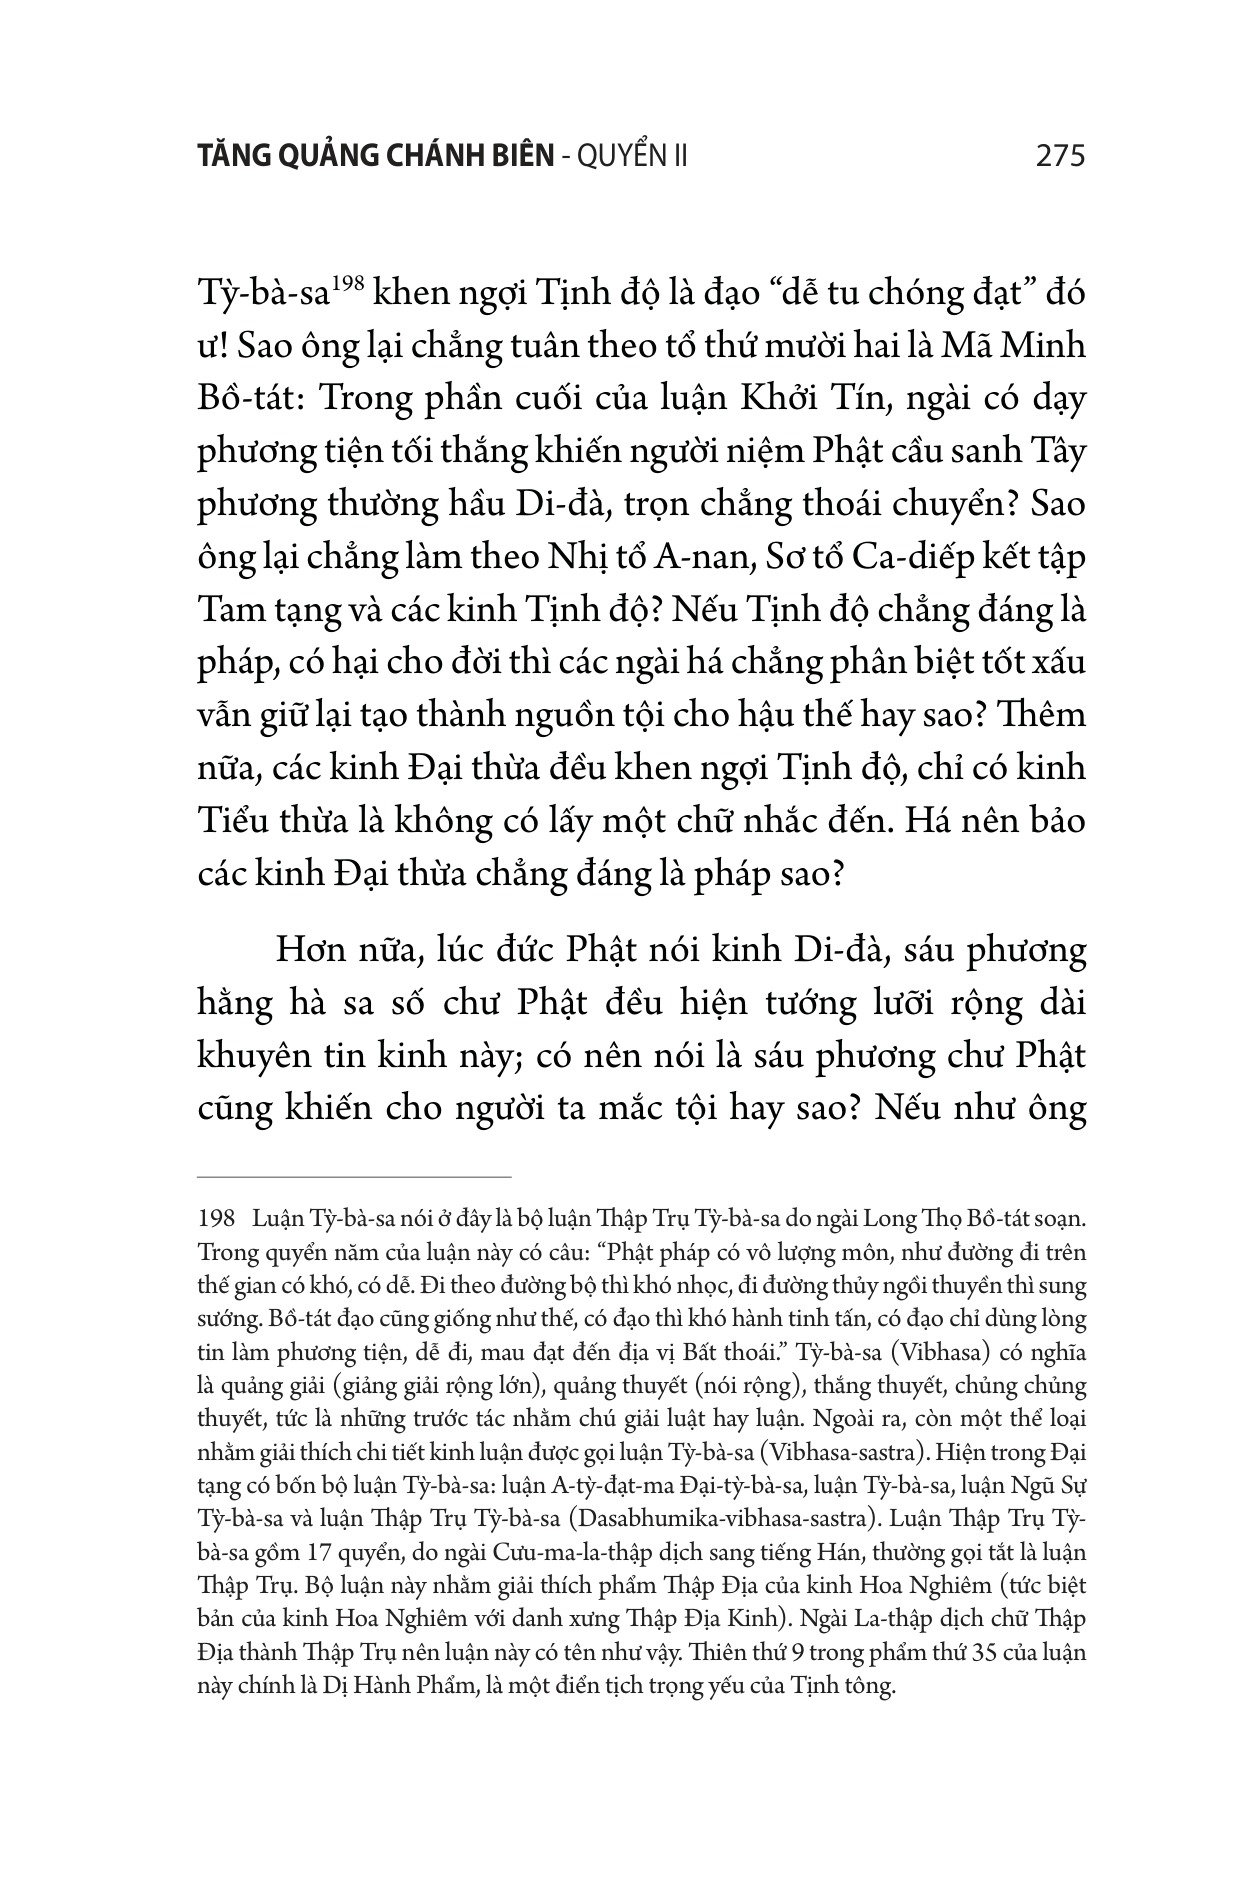 TĂNG QUẢNG CHÁNH BIÊN - QUYỂN II 275
Tỳ-bà-sa198 khen ngợi Tịnh độ là đạo “dễ tu chóng đạt” đó
ư! Sao ông lại chẳng tuân theo tổ thứ mười hai là Mã Minh
Bồ-tát: Trong phần cuối của luận Khởi Tín, ngài có dạy
phương tiện tối thắng khiến người niệm Phật cầu sanh Tây
phương thường hầu Di-đà, trọn chẳng thoái chuyển? Sao
ông lại chẳng làm theo Nhị tổ A-nan, Sơ tổ Ca-diếp kết tập
Tam tạng và các kinh Tịnh độ? Nếu Tịnh độ chẳng đáng là
pháp, có hại cho đời thì các ngài há chẳng phân biệt tốt xấu
vẫn giữ lại tạo thành nguồn tội cho hậu thế hay sao? Thêm
nữa, các kinh Đại thừa đều khen ngợi Tịnh độ, chỉ có kinh
Tiểu thừa là không có lấy một chữ nhắc đến. Há nên bảo
các kinh Đại thừa chẳng đáng là pháp sao?
Hơn nữa, lúc đức Phật nói kinh Di-đà, sáu phương
hằng hà sa số chư Phật đều hiện tướng lưỡi rộng dài
khuyên tin kinh này; có nên nói là sáu phương chư Phật
cũng khiến cho người ta mắc tội hay sao? Nếu như ông
198 Luận Tỳ-bà-sa nói ở đây là bộ luận Thập Trụ Tỳ-bà-sa do ngài Long Thọ Bồ-tát soạn.
Trong quyển năm của luận này có câu: “Phật pháp có vô lượng môn, như đường đi trên
thế gian có khó, có dễ. Đi theo đường bộ thì khó nhọc, đi đường thủy ngồi thuyền thì sung
sướng. Bồ-tát đạo cũng giống như thế, có đạo thì khó hành tinh tấn, có đạo chỉ dùng lòng
tin làm phương tiện, dễ đi, mau đạt đến địa vị Bất thoái.” Tỳ-bà-sa (Vibhasa) có nghĩa
là quảng giải (giảng giải rộng lớn), quảng thuyết (nói rộng), thắng thuyết, chủng chủng
thuyết, tức là những trước tác nhằm chú giải luật hay luận. Ngoài ra, còn một thể loại
nhằm giải thích chi tiết kinh luận được gọi luận Tỳ-bà-sa (Vibhasa-sastra). Hiện trong Đại
tạng có bốn bộ luận Tỳ-bà-sa: luận A-tỳ-đạt-ma Đại-tỳ-bà-sa, luận Tỳ-bà-sa, luận Ngũ Sự
Tỳ-bà-sa và luận Thập Trụ Tỳ-bà-sa (Dasabhumika-vibhasa-sastra). Luận Thập Trụ Tỳ-
bà-sa gồm 17 quyển, do ngài Cưu-ma-la-thập dịch sang tiếng Hán, thường gọi tắt là luận
Thập Trụ. Bộ luận này nhằm giải thích phẩm Thập Địa của kinh Hoa Nghiêm (tức biệt
bản của kinh Hoa Nghiêm với danh xưng Thập Địa Kinh). Ngài La-thập dịch chữ Thập
Địa thành Thập Trụ nên luận này có tên như vậy. Thiên thứ 9 trong phẩm thứ 35 của luận
này chính là Dị Hành Phẩm, là một điển tịch trọng yếu của Tịnh tông.